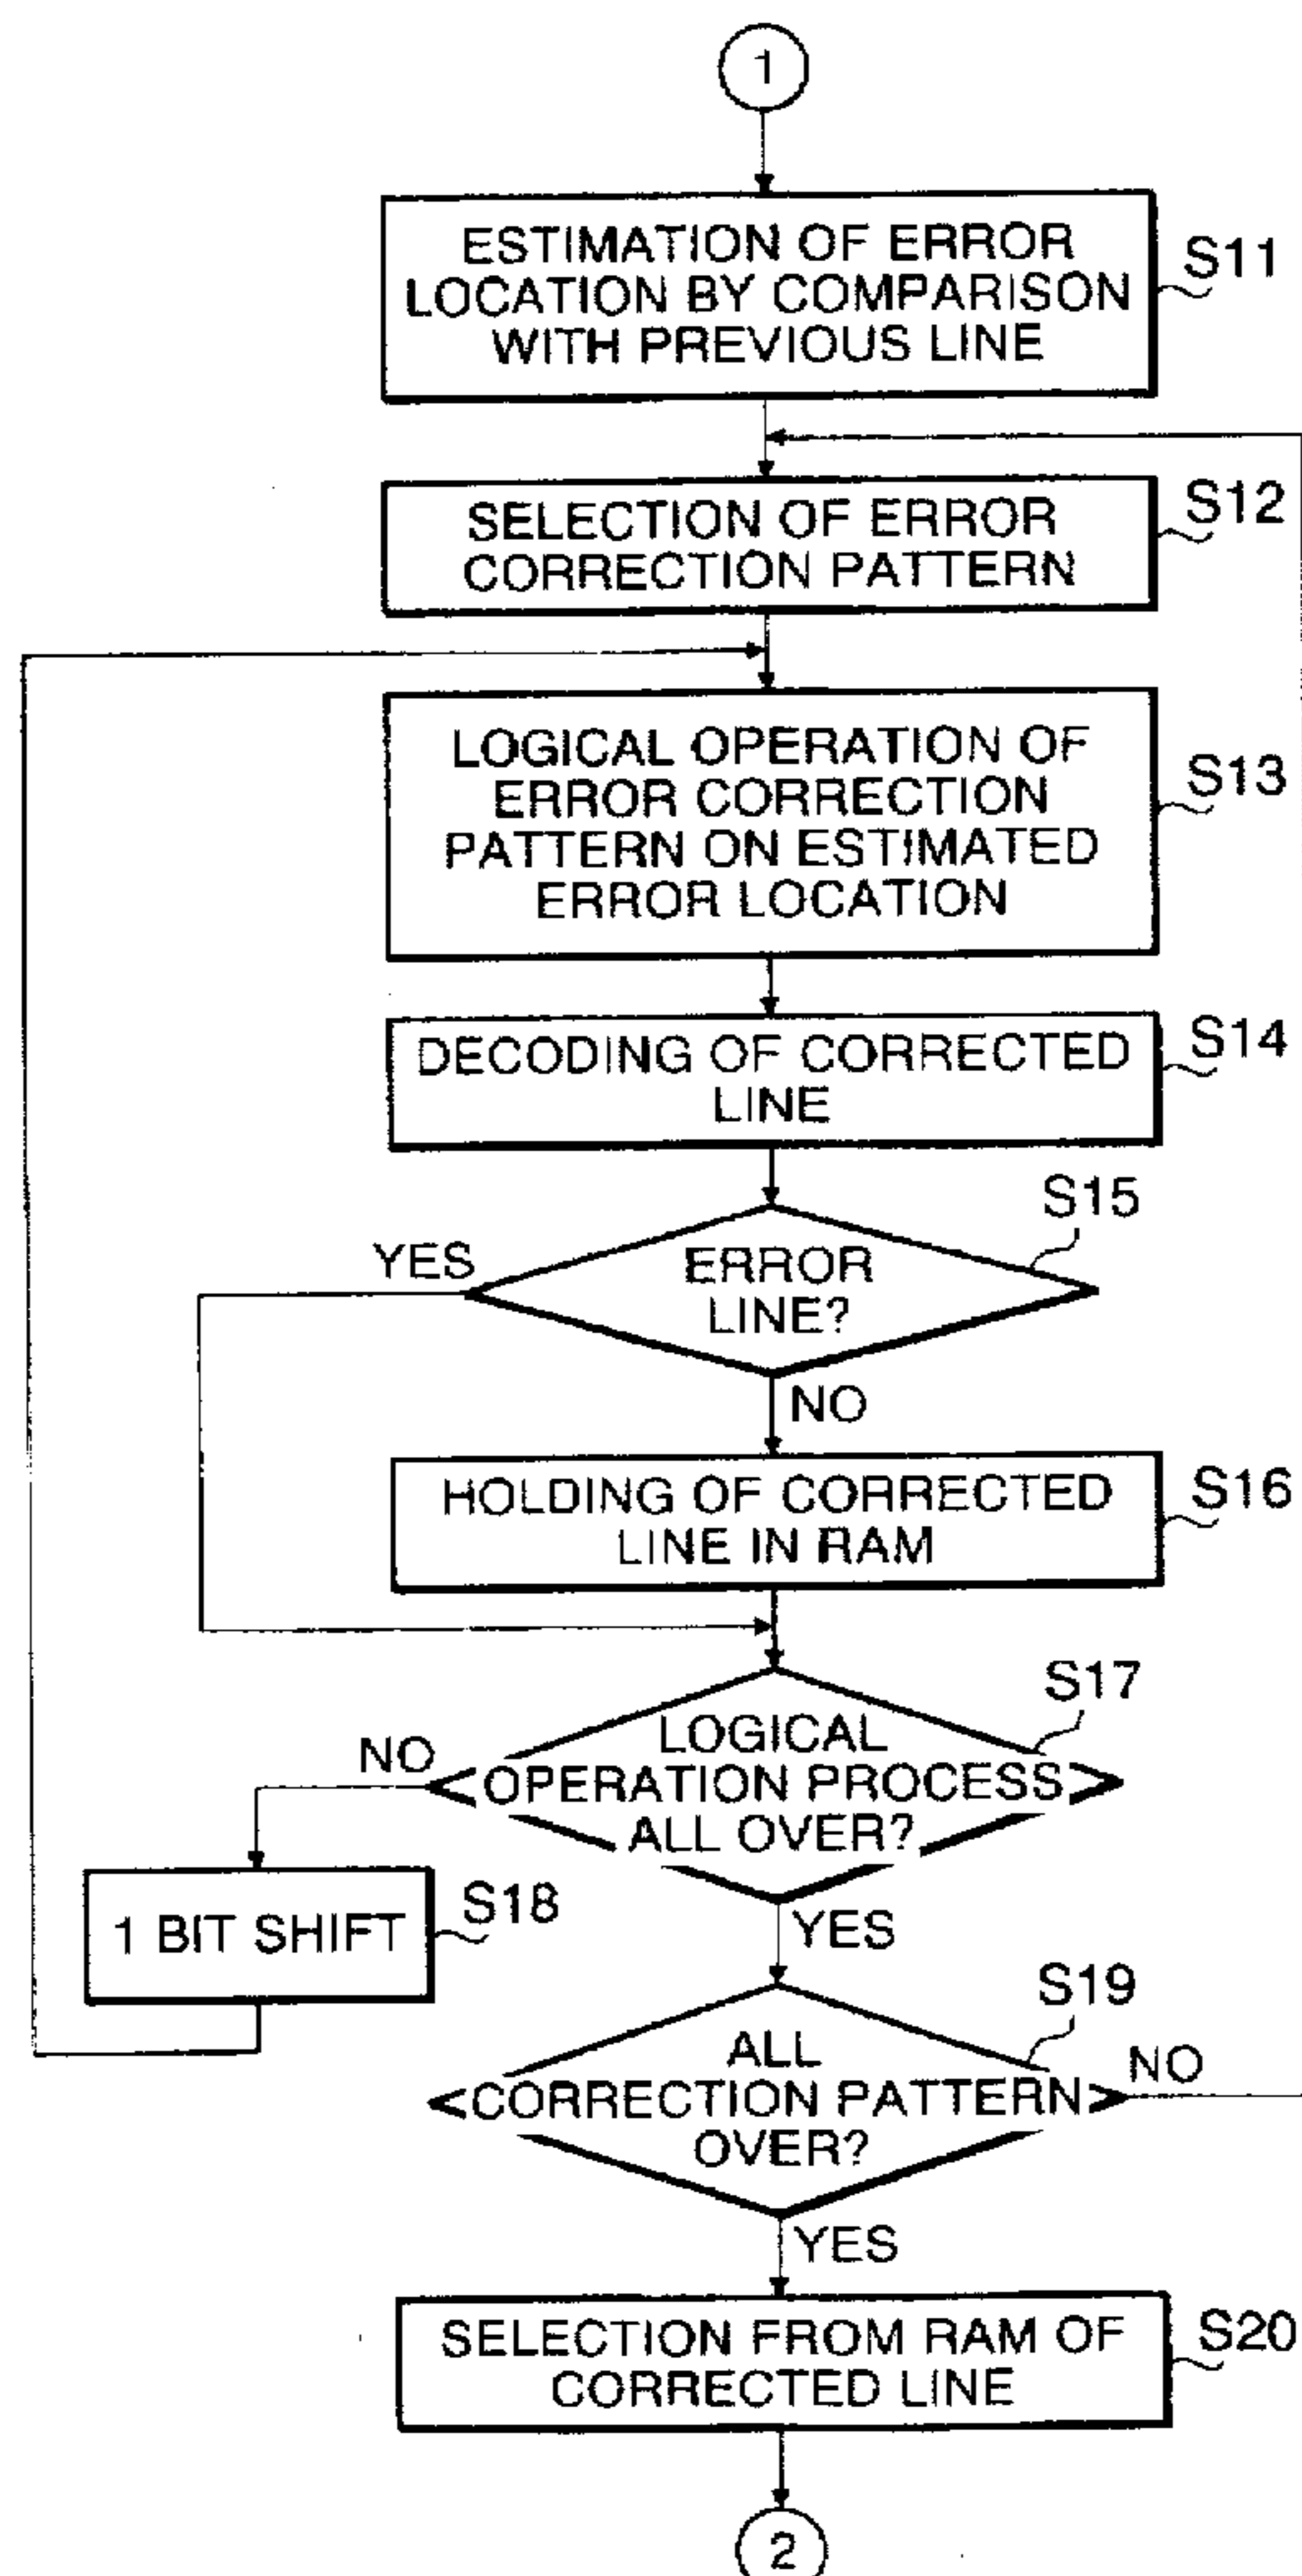 1
ESTIMATION OF ERROR
LOCATION BY COMPARISON
WITH PREVIOUS LINE
S11
SELECTION OF ERROR
CORRECTION PATTERN
S12
LOGICAL OPERATION OF
ERROR CORRECTION
PATTERN ON ESTIMATED
ERROR LOCATION
S13
DECODING OF CORRECTED
LINE
S14
S15
YES
ERROR
LINE?
NO
HOLDING OF CORRECTED
LINE IN RAM
S16
S17
NO
LOGICAL
OPERATION PROCESS
ALL OVER?
1 BIT SHIFT
S18
YES
S19
ALL
CORRECTION PATTERN
OVER?
NO
YES
SELECTION FROM RAM OF
CORRECTED LINE
S20
2